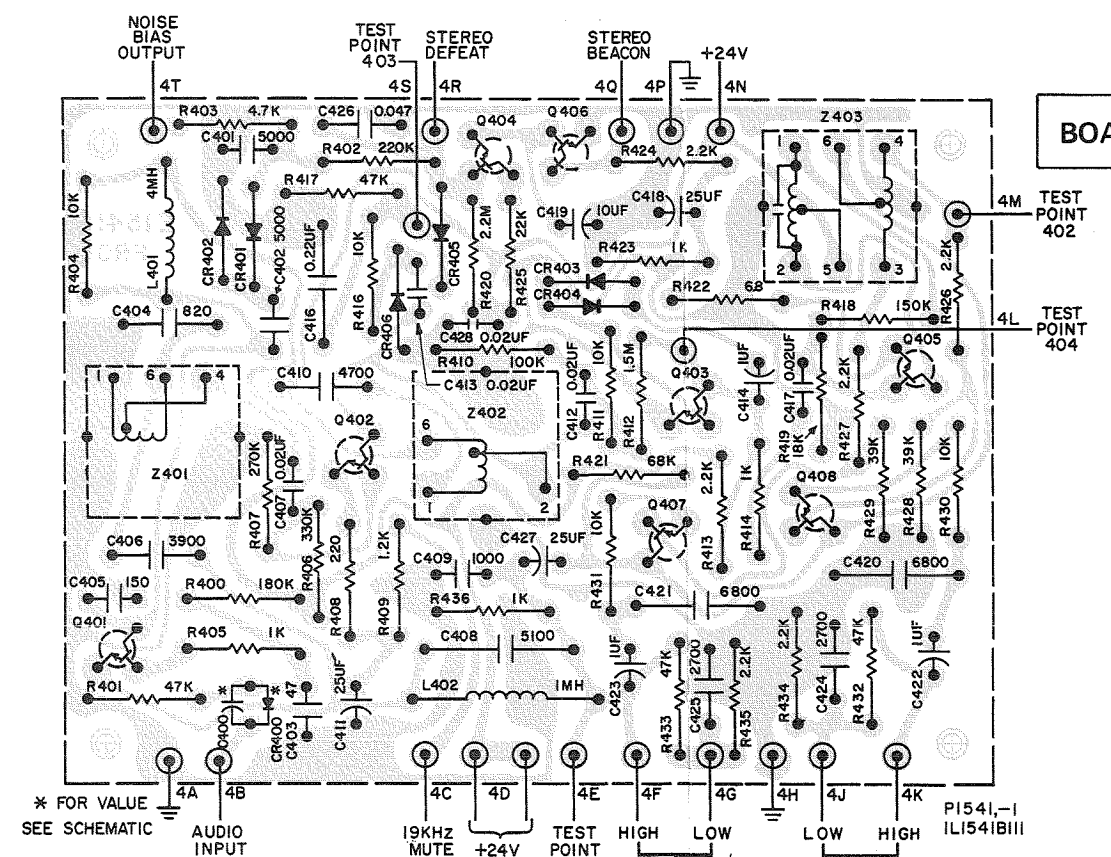 NOISE
BIAS
OUTPUT
TEST
POINT
403
STEREO
DEFEAT
STEREO
BEACON
+24V
4T
4S
4R
4Q
4P
4N
R403 4.7K
C426 0.047
Q404
Q406
Z403
C401 5000
R402 220K
R424 2.2K
1 6 4
BOA
4MH
R417 47K
C418 25UF
4M
TEST
POINT
402
10K
C419 10UF
L401
CR402
CR401
C402 5000
0.22UF
10K
CR405
2.2M
22K
R423 1K
2.2K
R404
CR403
2 5 3
CR404
R422 68
C404 820
C416
R416
CR406
R420
R425
R418 150K
R426
4L
TEST
POINT
404
C428 0.02UF
R410 100K
Q405
C410 4700
C413 0.02UF
0.02UF
10K
1.5M
Q403
1UF
0.02UF
2.2K
6 4
Z402
C412
R411
R412
C414
C417
R419
18K
R427
Q402
6
Z401
270K
0.02UF
39K
39K
10K
R421 68K
2.2K
1K
Q408
R407
C407
330K
1 2
Q407
R429
R428
R430
C406 3900
220
1.2K
C427 25UF
10K
R413
R414
C409 1000
C420 6800
C405 150
R400 180K
R406
R408
R409
R436 1K
R431
C421 6800
Q401
R405 1K
C408 5100
1UF
47K
2700
2.2K
2.2K
2700
47K
1UF
R401 47K
*
47
25UF
L402 1MH
C400
CR400
C403
C411
C423
R433
C425
R435
R434
C424
R432
C422
4A
4B
4C
4D
4E
4F
4G
4H
4J
4K
* FOR VALUE
SEE SCHEMATIC
AUDIO
INPUT
19KHz
MUTE
+24V
TEST
POINT
HIGH
LOW
LOW
HIGH
P1541,-1
1L1541B111